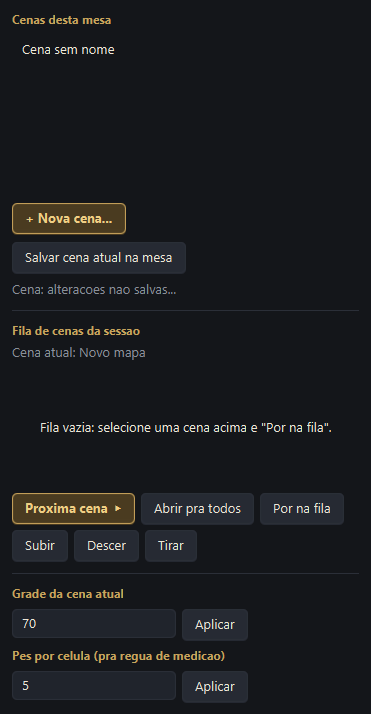 Cenas desta mesa
Cena sem nome
+ Nova cena...
Salvar cena atual na mesa
Cena: alteracoes nao salvas...
Fila de cenas da sessao
Cena atual: Novo mapa
Fila vazia: selecione uma cena acima e "Por na fila".
Proxima cena ▸ Abrir pra todos Por na fila
Subir Descer Tirar
Grade da cena atual
70 Aplicar
Pes por celula (pra regua de medicao)
5 Aplicar